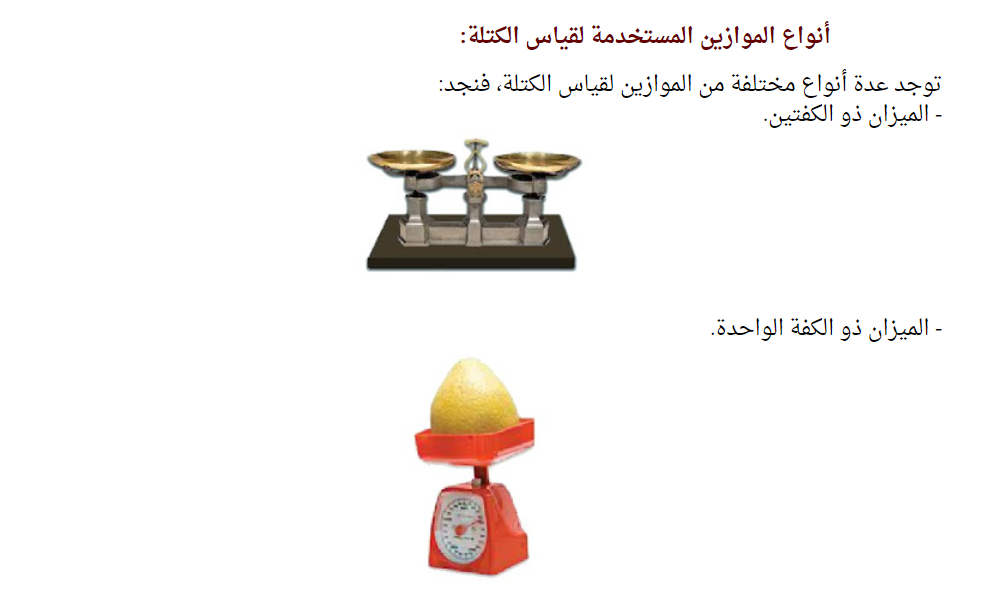 أنواع الموازين المستخدمة لقياس الكتلة:
توجد عدة أنواع مختلفة من الموازين لقياس الكتلة، فنجد:
- الميزان ذو الكفتين.
- الميزان ذو الكفة الواحدة.